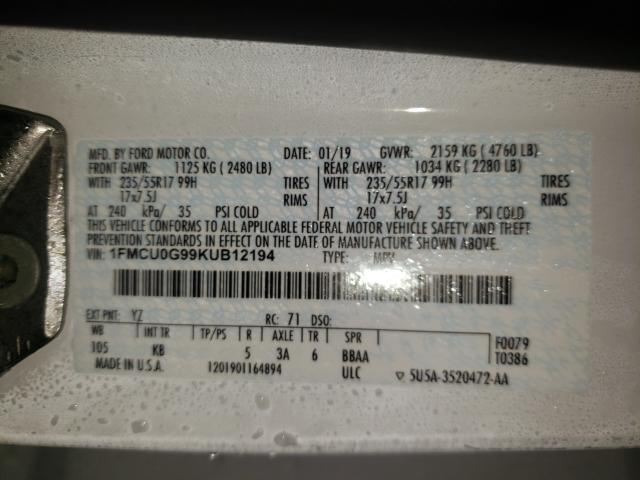 MFD. BY FORD MOTOR CO. DATE: 01/19 GVWR: 2159 KG ( 4760 LB)
FRONT GAWR: 1125 KG ( 2480 LB) REAR GAWR: 1034 KG ( 2280 LB)
WITH 235/55R17 99H TIRES WITH 235/55R17 99H TIRES
17x7.5J RIMS 17x7.5J RIMS
AT 240 kPa/ 35 PSI COLD AT 240 kPa/ 35 PSI COLD
THIS VEHICLE CONFORMS TO ALL APPLICABLE FEDERAL MOTOR VEHICLE SAFETY AND THEFT
PREVENTION STANDARDS IN EFFECT ON THE DATE OF MANUFACTURE SHOWN ABOVE.
VIN: 1FMCU0G99KUB12194 TYPE: MPV
EXT PNT: YZ RC: 71 DSO:
WB INT TR TP/PS R AXLE TR SPR F0079
105 KB 5 3A 6 BBAA T0386
MADE IN U.S.A. 1201901164894 ULC ▽ 5U5A-3520472-AA